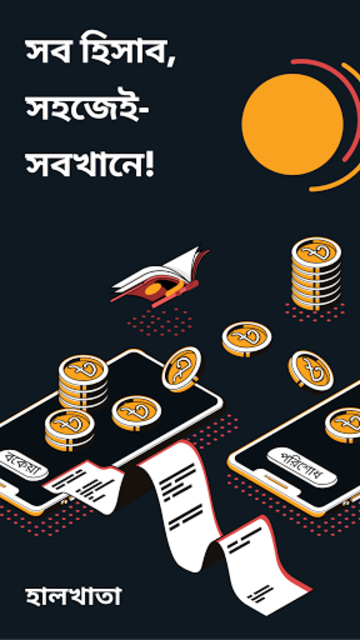 সব হিসাব,
সহজেই-
সবখানে!
বকেয়া
পরিশোধ
হালখাতা